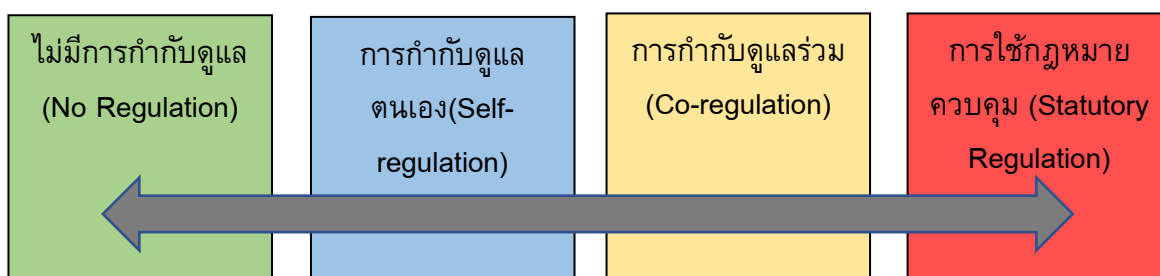 ไม่มีการกำกับดูแล
(No Regulation)
การกำกับดูแล
ตนเอง(Self-
regulation)
การกำกับดูแลร่วม
(Co-regulation)
การใช้กฎหมาย
ควบคุม (Statutory
Regulation)